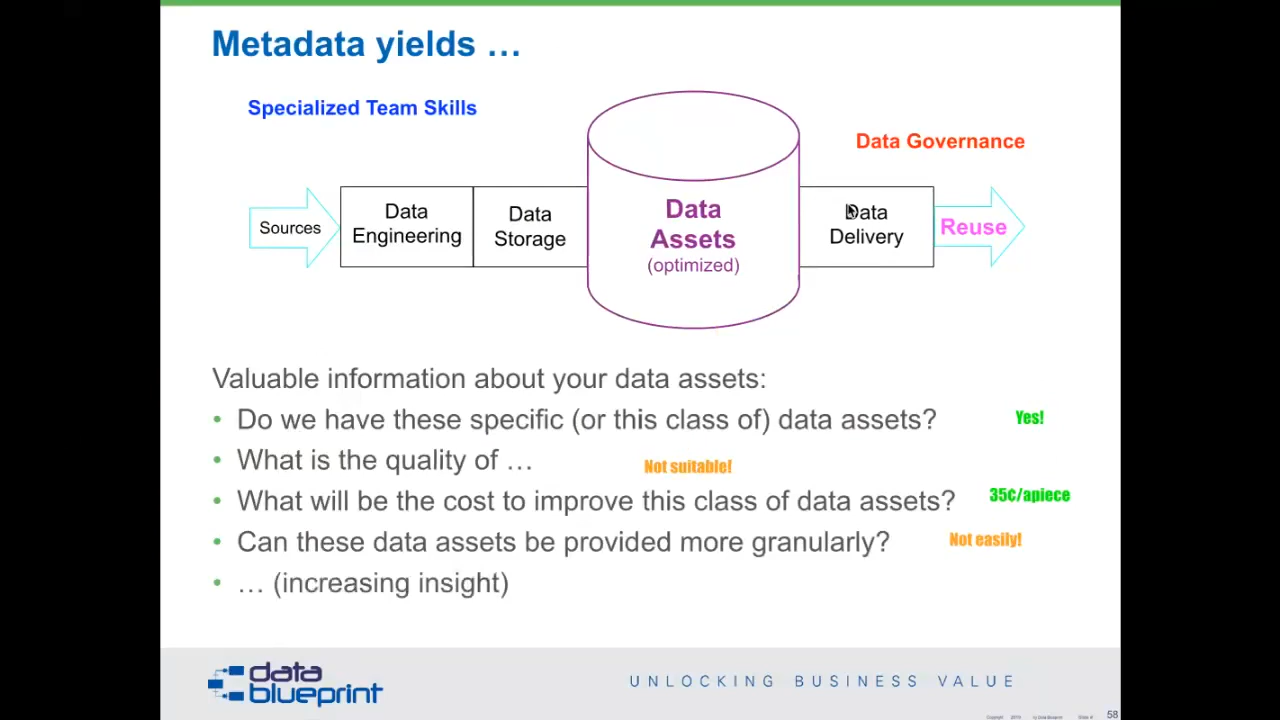 Metadata yields …
Specialized Team Skills
Data Governance
Sources
Data
Engineering
Data
Storage
Data
Assets
(optimized)
Data
Delivery
Reuse
Valuable information about your data assets:
• Do we have these specific (or this class of) data assets? Yes!
• What is the quality of … Not suitable!
• What will be the cost to improve this class of data assets? 35¢/apiece
• Can these data assets be provided more granularly? Not easily!
• … (increasing insight)
data
blueprint
UNLOCKING BUSINESS VALUE
58